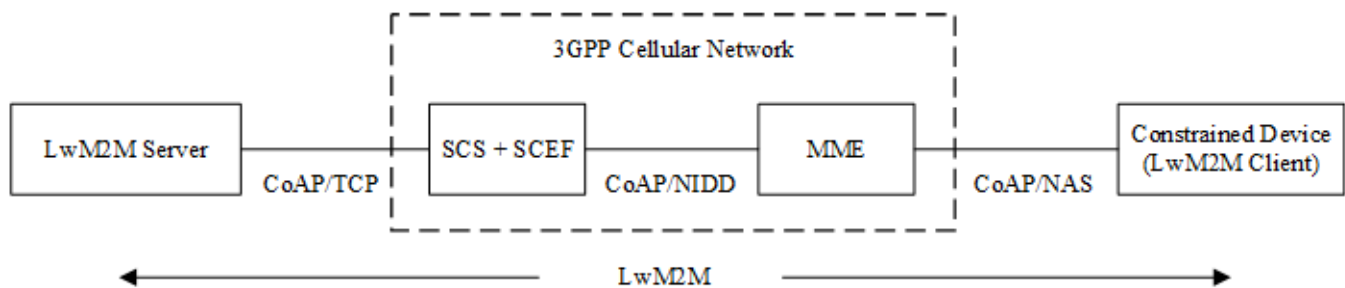 3GPP Cellular Network
LwM2M Server
SCS + SCEF
MME
Constrained Device
(LwM2M Client)
CoAP/TCP
CoAP/NIDD
CoAP/NAS
LwM2M